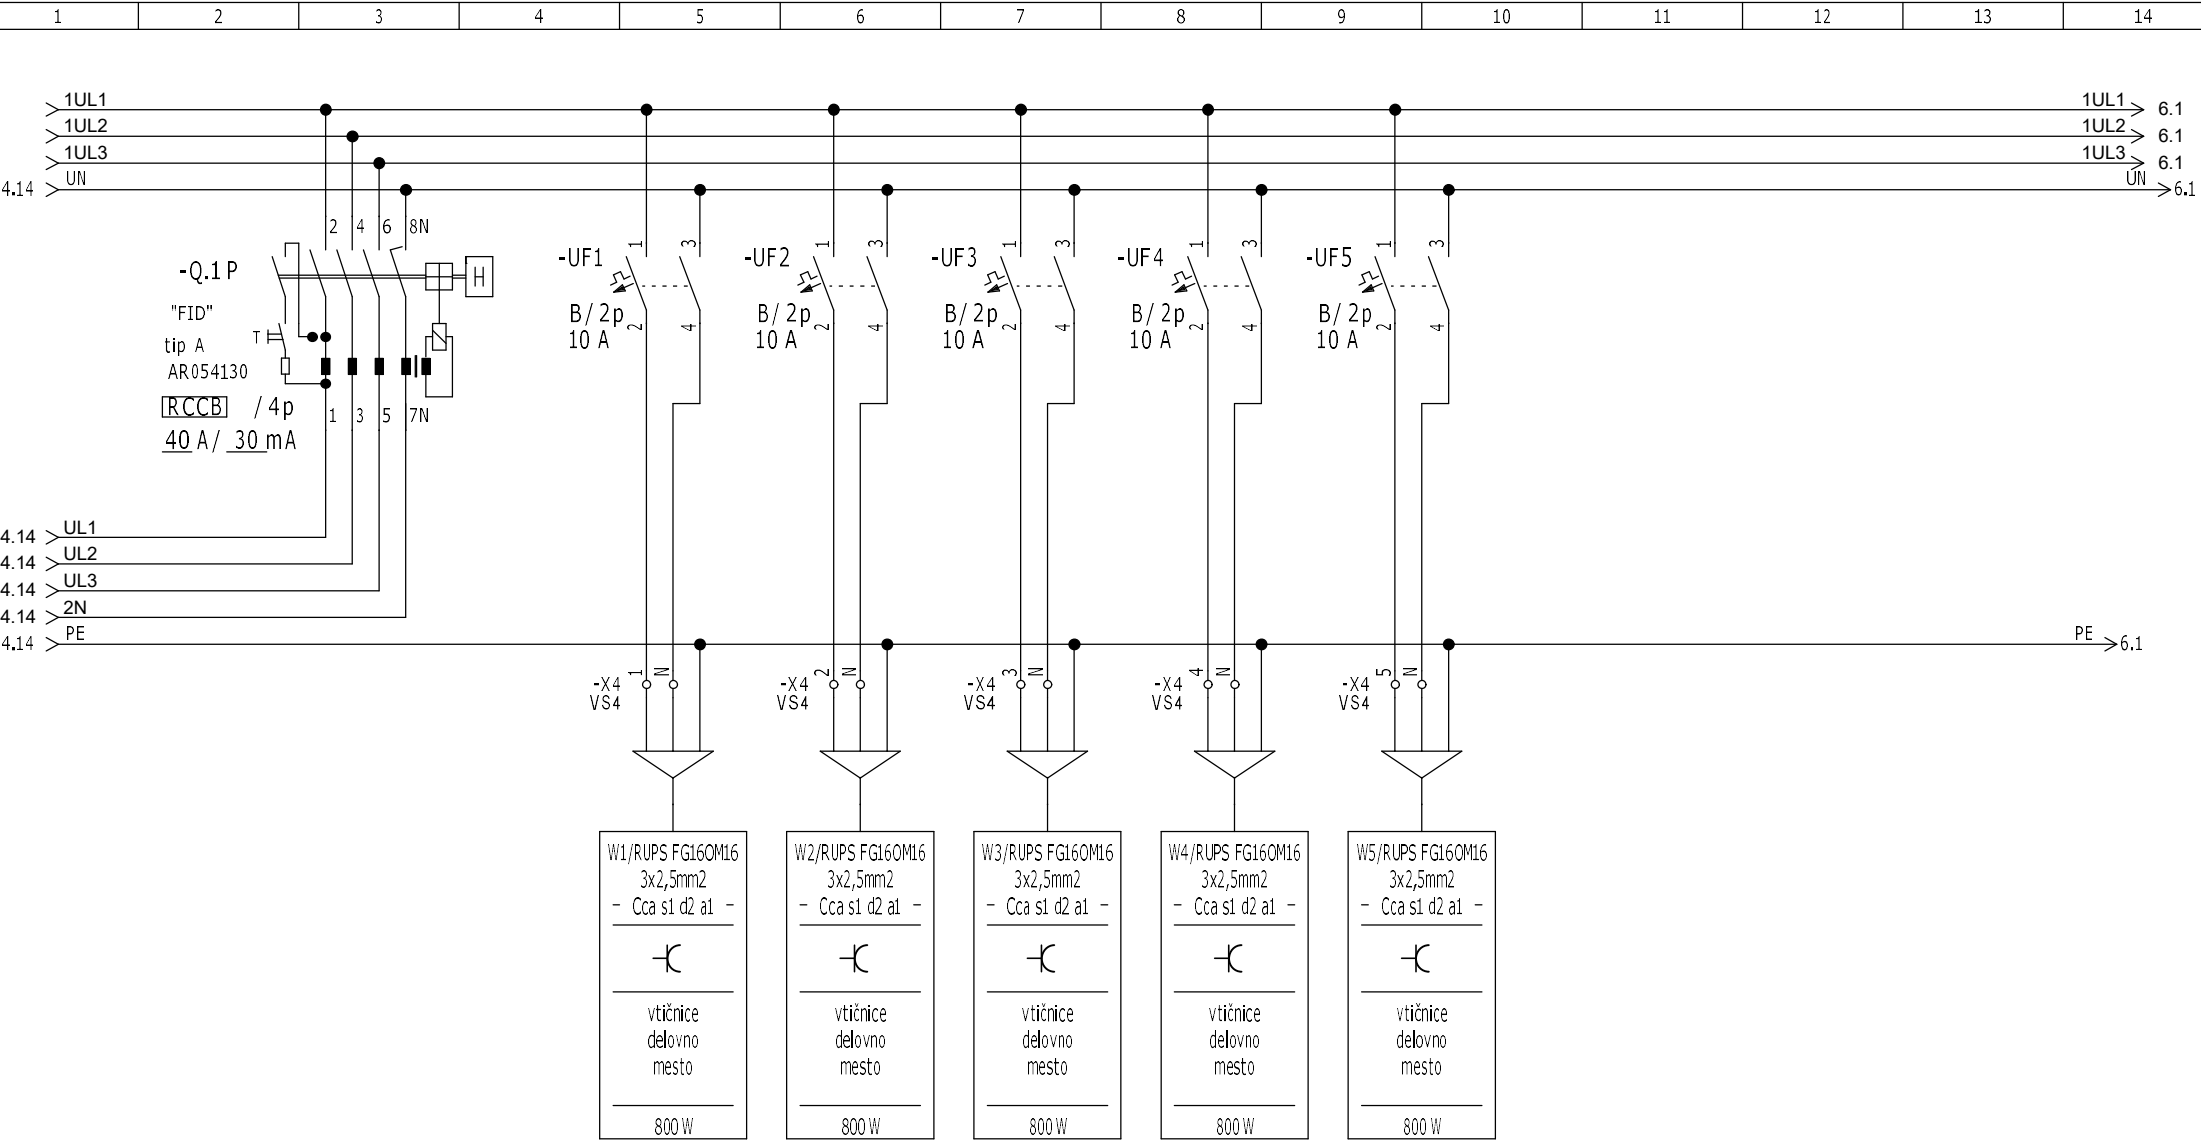 1 2 3 4 5 6 7 8 9 10 11 12 13 14
1UL1 1UL1 6.1
1UL2 1UL2 6.1
1UL3 1UL3 6.1
4.14 UN UN 6.1
2 4 6 8N
-Q.1 P H
"FID"
tip A T
AR054130
RCCB / 4p
1 3 5 7N
40 A / 30 mA
1 3
-UF1
B/ 2p
10 A
2 4
1 3
-UF2
B/ 2p
10 A
2 4
1 3
-UF3
B/ 2p
10 A
2 4
1 3
-UF4
B/ 2p
10 A
2 4
1 3
-UF5
B/ 2p
10 A
2 4
4.14 UL1
4.14 UL2
4.14 UL3
4.14 2N
4.14 PE PE 6.1
-X4 1 N
VS4
-X4 2 N
VS4
-X4 3 N
VS4
-X4 4 N
VS4
-X4 5 N
VS4
W1/RUPS FG16OM16
3x2,5mm2
- Cca s1 d2 a1 -
vtičnice
delovno
mesto
800 W
W2/RUPS FG16OM16
3x2,5mm2
- Cca s1 d2 a1 -
vtičnice
delovno
mesto
800 W
W3/RUPS FG16OM16
3x2,5mm2
- Cca s1 d2 a1 -
vtičnice
delovno
mesto
800 W
W4/RUPS FG16OM16
3x2,5mm2
- Cca s1 d2 a1 -
vtičnice
delovno
mesto
800 W
W5/RUPS FG16OM16
3x2,5mm2
- Cca s1 d2 a1 -
vtičnice
delovno
mesto
800 W